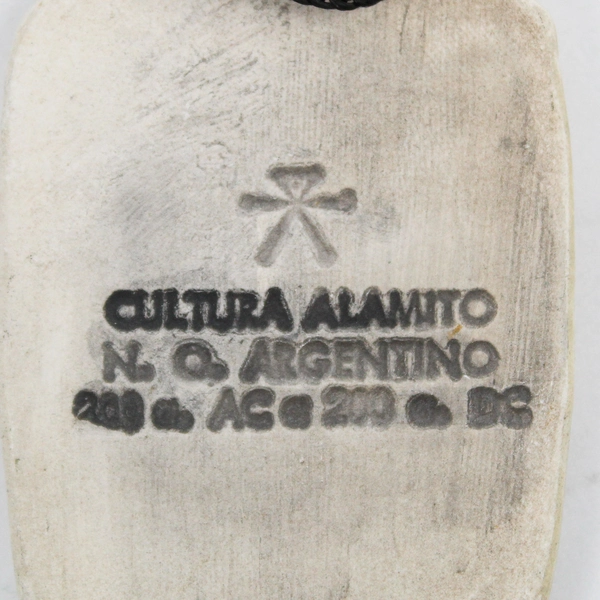 CULTURA ALAMITO
N. O. ARGENTINO
200 a. AC a 200 a. DC